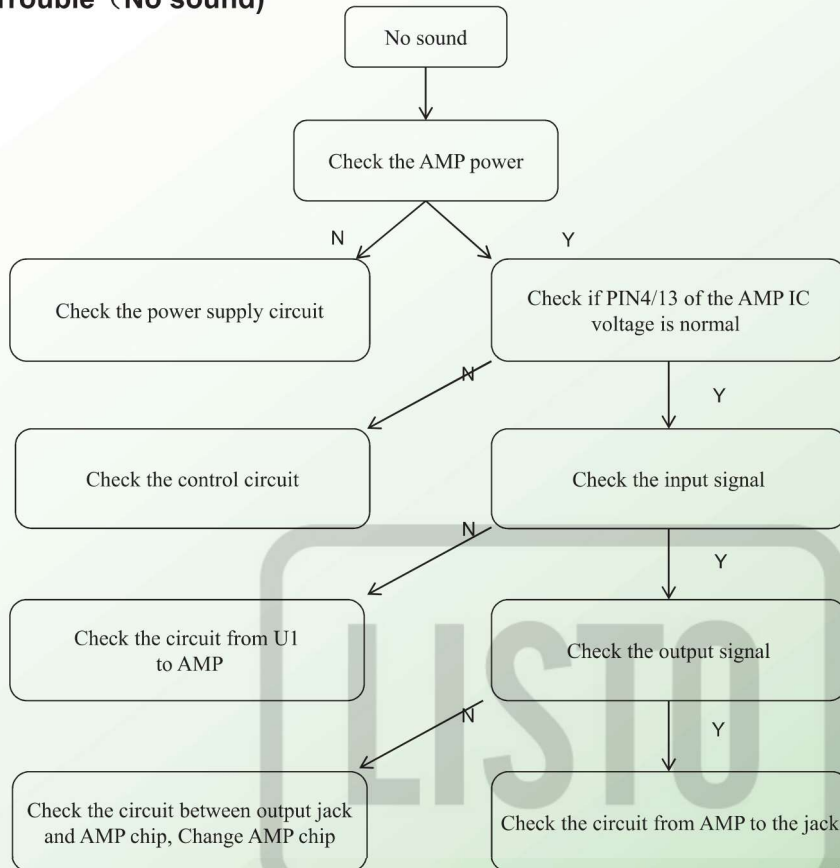 Trouble（No sound)
No sound
Check the AMP power
N
Y
Check the power supply circuit
Check if PIN4/13 of the AMP IC
voltage is normal
N
Y
Check the control circuit
Check the input signal
N
Y
Check the circuit from U1
to AMP
Check the output signal
N
Y
Check the circuit between output jack
and AMP chip, Change AMP chip
Check the circuit from AMP to the jack
LISTO